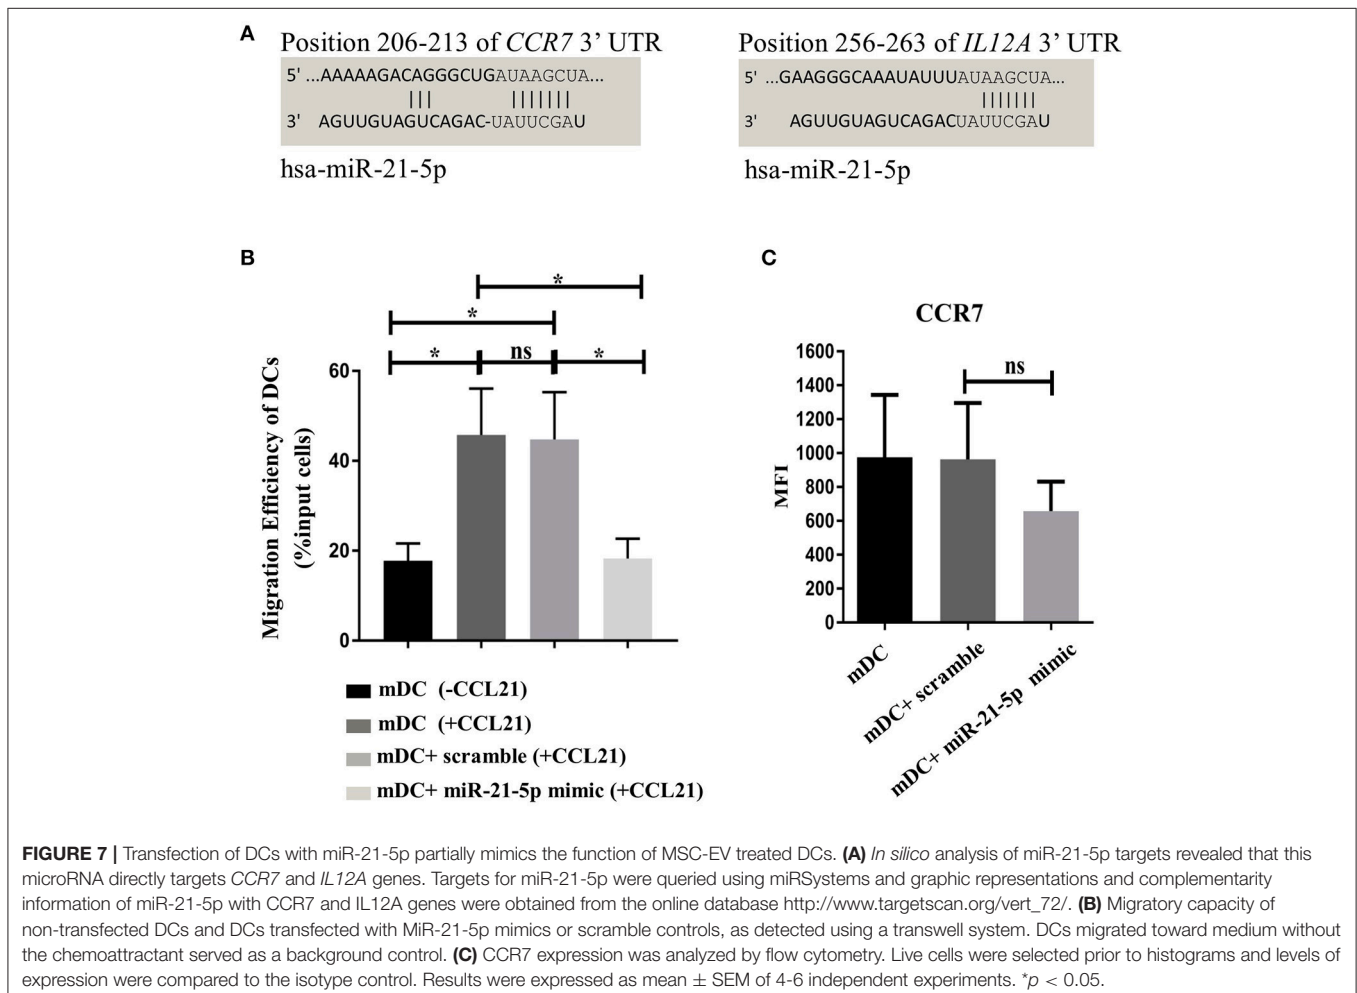 A
Position 206-213 of CCR7 3' UTR
5' ...AAAAAGACAGGGCUGAUAAGCUA...
||| |||||||
3' AGUUGUAGUCAGAC-UAUUCGAU
hsa-miR-21-5p
Position 256-263 of IL12A 3' UTR
5' ...GAAGGGCAAAUAUUUAUAAGCUA...
|||||||
3' AGUUGUAGUCAGACUAUUCGAU
hsa-miR-21-5p
B
*
*
* ns *
Migration Efficiency of DCs
(%input cells)
60
40
20
0
mDC (-CCL21)
mDC (+CCL21)
mDC+ scramble (+CCL21)
mDC+ miR-21-5p mimic (+CCL21)
C
CCR7
ns
MFI
1600
1400
1200
1000
800
600
400
200
0
mDC
mDC+ scramble
mDC+ miR-21-5p mimic
FIGURE 7 | Transfection of DCs with miR-21-5p partially mimics the function of MSC-EV treated DCs. (A) In silico analysis of miR-21-5p targets revealed that this
microRNA directly targets CCR7 and IL12A genes. Targets for miR-21-5p were queried using miRSystems and graphic representations and complementarity
information of miR-21-5p with CCR7 and IL12A genes were obtained from the online database http://www.targetscan.org/vert_72/. (B) Migratory capacity of
non-transfected DCs and DCs transfected with MiR-21-5p mimics or scramble controls, as detected using a transwell system. DCs migrated toward medium without
the chemoattractant served as a background control. (C) CCR7 expression was analyzed by flow cytometry. Live cells were selected prior to histograms and levels of
expression were compared to the isotype control. Results were expressed as mean ± SEM of 4-6 independent experiments. *p < 0.05.